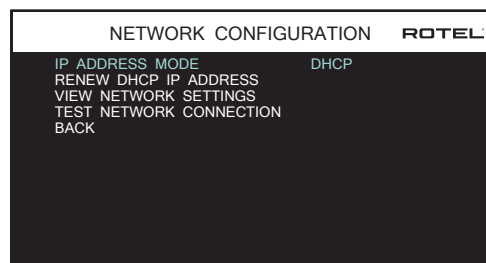 NETWORK CONFIGURATION ROTEL
IP ADDRESS MODE DHCP
RENEW DHCP IP ADDRESS
VIEW NETWORK SETTINGS
TEST NETWORK CONNECTION
BACK